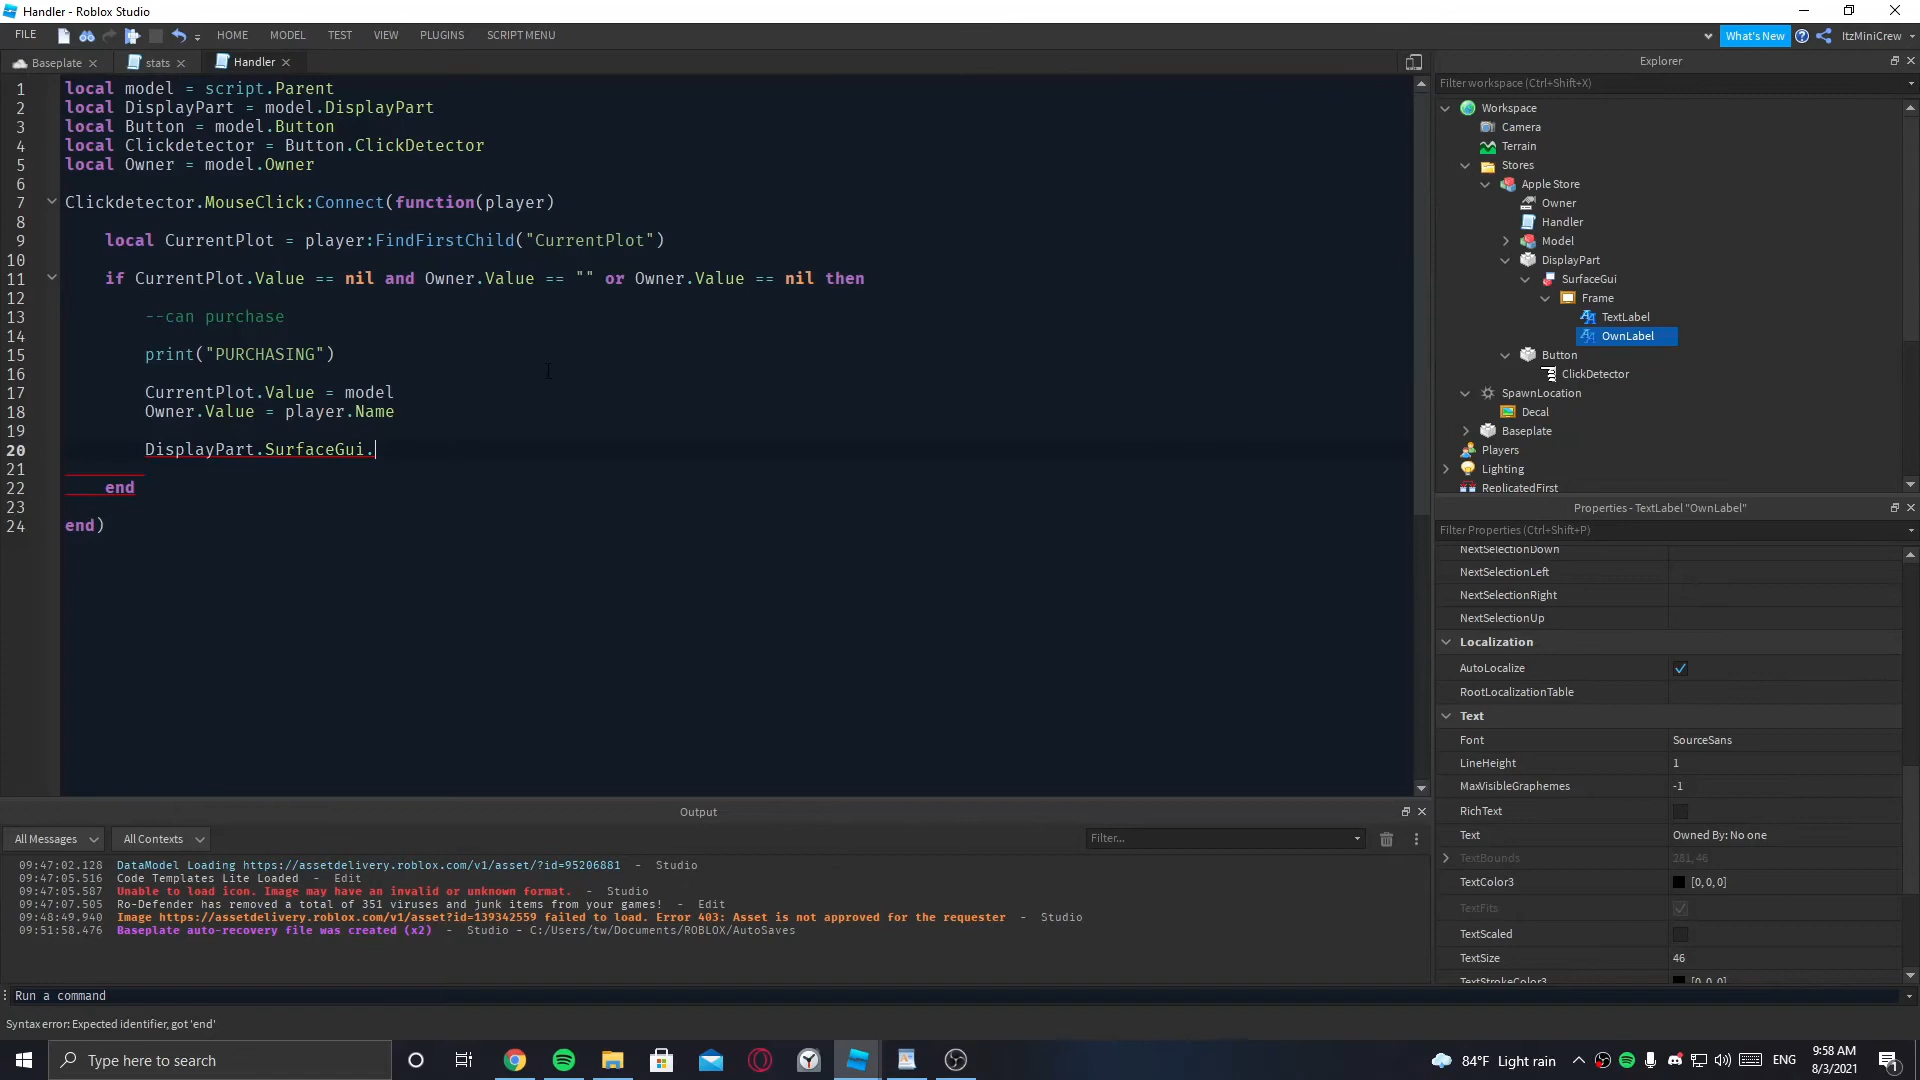 Handler - Roblox Studio
FILE HOME MODEL TEST VIEW PLUGINS SCRIPT MENU What's New ItzMiniCrew
Baseplate stats Handler
1 local model = script.Parent
2 local DisplayPart = model.DisplayPart
3 local Button = model.Button
4 local Clickdetector = Button.ClickDetector
5 local Owner = model.Owner
6
7 Clickdetector.MouseClick:Connect(function(player)
8
9 local CurrentPlot = player:FindFirstChild("CurrentPlot")
10
11 if CurrentPlot.Value == nil and Owner.Value == "" or Owner.Value == nil then
12
13 --can purchase
14
15 print("PURCHASING")
16
17 CurrentPlot.Value = model
18 Owner.Value = player.Name
19
20 DisplayPart.SurfaceGui.
21
22 end
23
24 end)
Explorer
Filter workspace (Ctrl+Shift+X)
Workspace
Camera
Terrain
Stores
Apple Store
Owner
Handler
Model
DisplayPart
SurfaceGui
Frame
TextLabel
OwnLabel
Button
ClickDetector
SpawnLocation
Decal
Baseplate
Players
Lighting
ReplicatedFirst
Properties - TextLabel "OwnLabel"
Filter Properties (Ctrl+Shift+P)
NextSelectionDown
NextSelectionLeft
NextSelectionRight
NextSelectionUp
Localization
AutoLocalize
RootLocalizationTable
Text
Font SourceSans
LineHeight 1
MaxVisibleGraphemes -1
RichText
Text Owned By: No one
TextBounds 281, 46
TextColor3 [0, 0, 0]
TextFits
TextScaled
TextSize 46
TextStrokeColor3 [0, 0, 0]
Output
All Messages All Contexts Filter...
09:47:02.128 DataModel Loading https://assetdelivery.roblox.com/v1/asset/?id=95206881 - Studio
09:47:05.516 Code Templates Lite Loaded - Edit
09:47:05.587 Unable to load icon. Image may have an invalid or unknown format. - Studio
09:47:07.505 Ro-Defender has removed a total of 351 viruses and junk items from your games! - Edit
09:48:49.940 Image https://assetdelivery.roblox.com/v1/asset?id=139342559 failed to load. Error 403: Asset is not approved for the requester - Studio
09:51:58.476 Baseplate auto-recovery file was created (x2) - Studio - C:/Users/tw/Documents/ROBLOX/AutoSaves
Run a command
Syntax error: Expected identifier, got 'end'
Type here to search
84°F Light rain
ENG
9:58 AM
8/3/2021
1